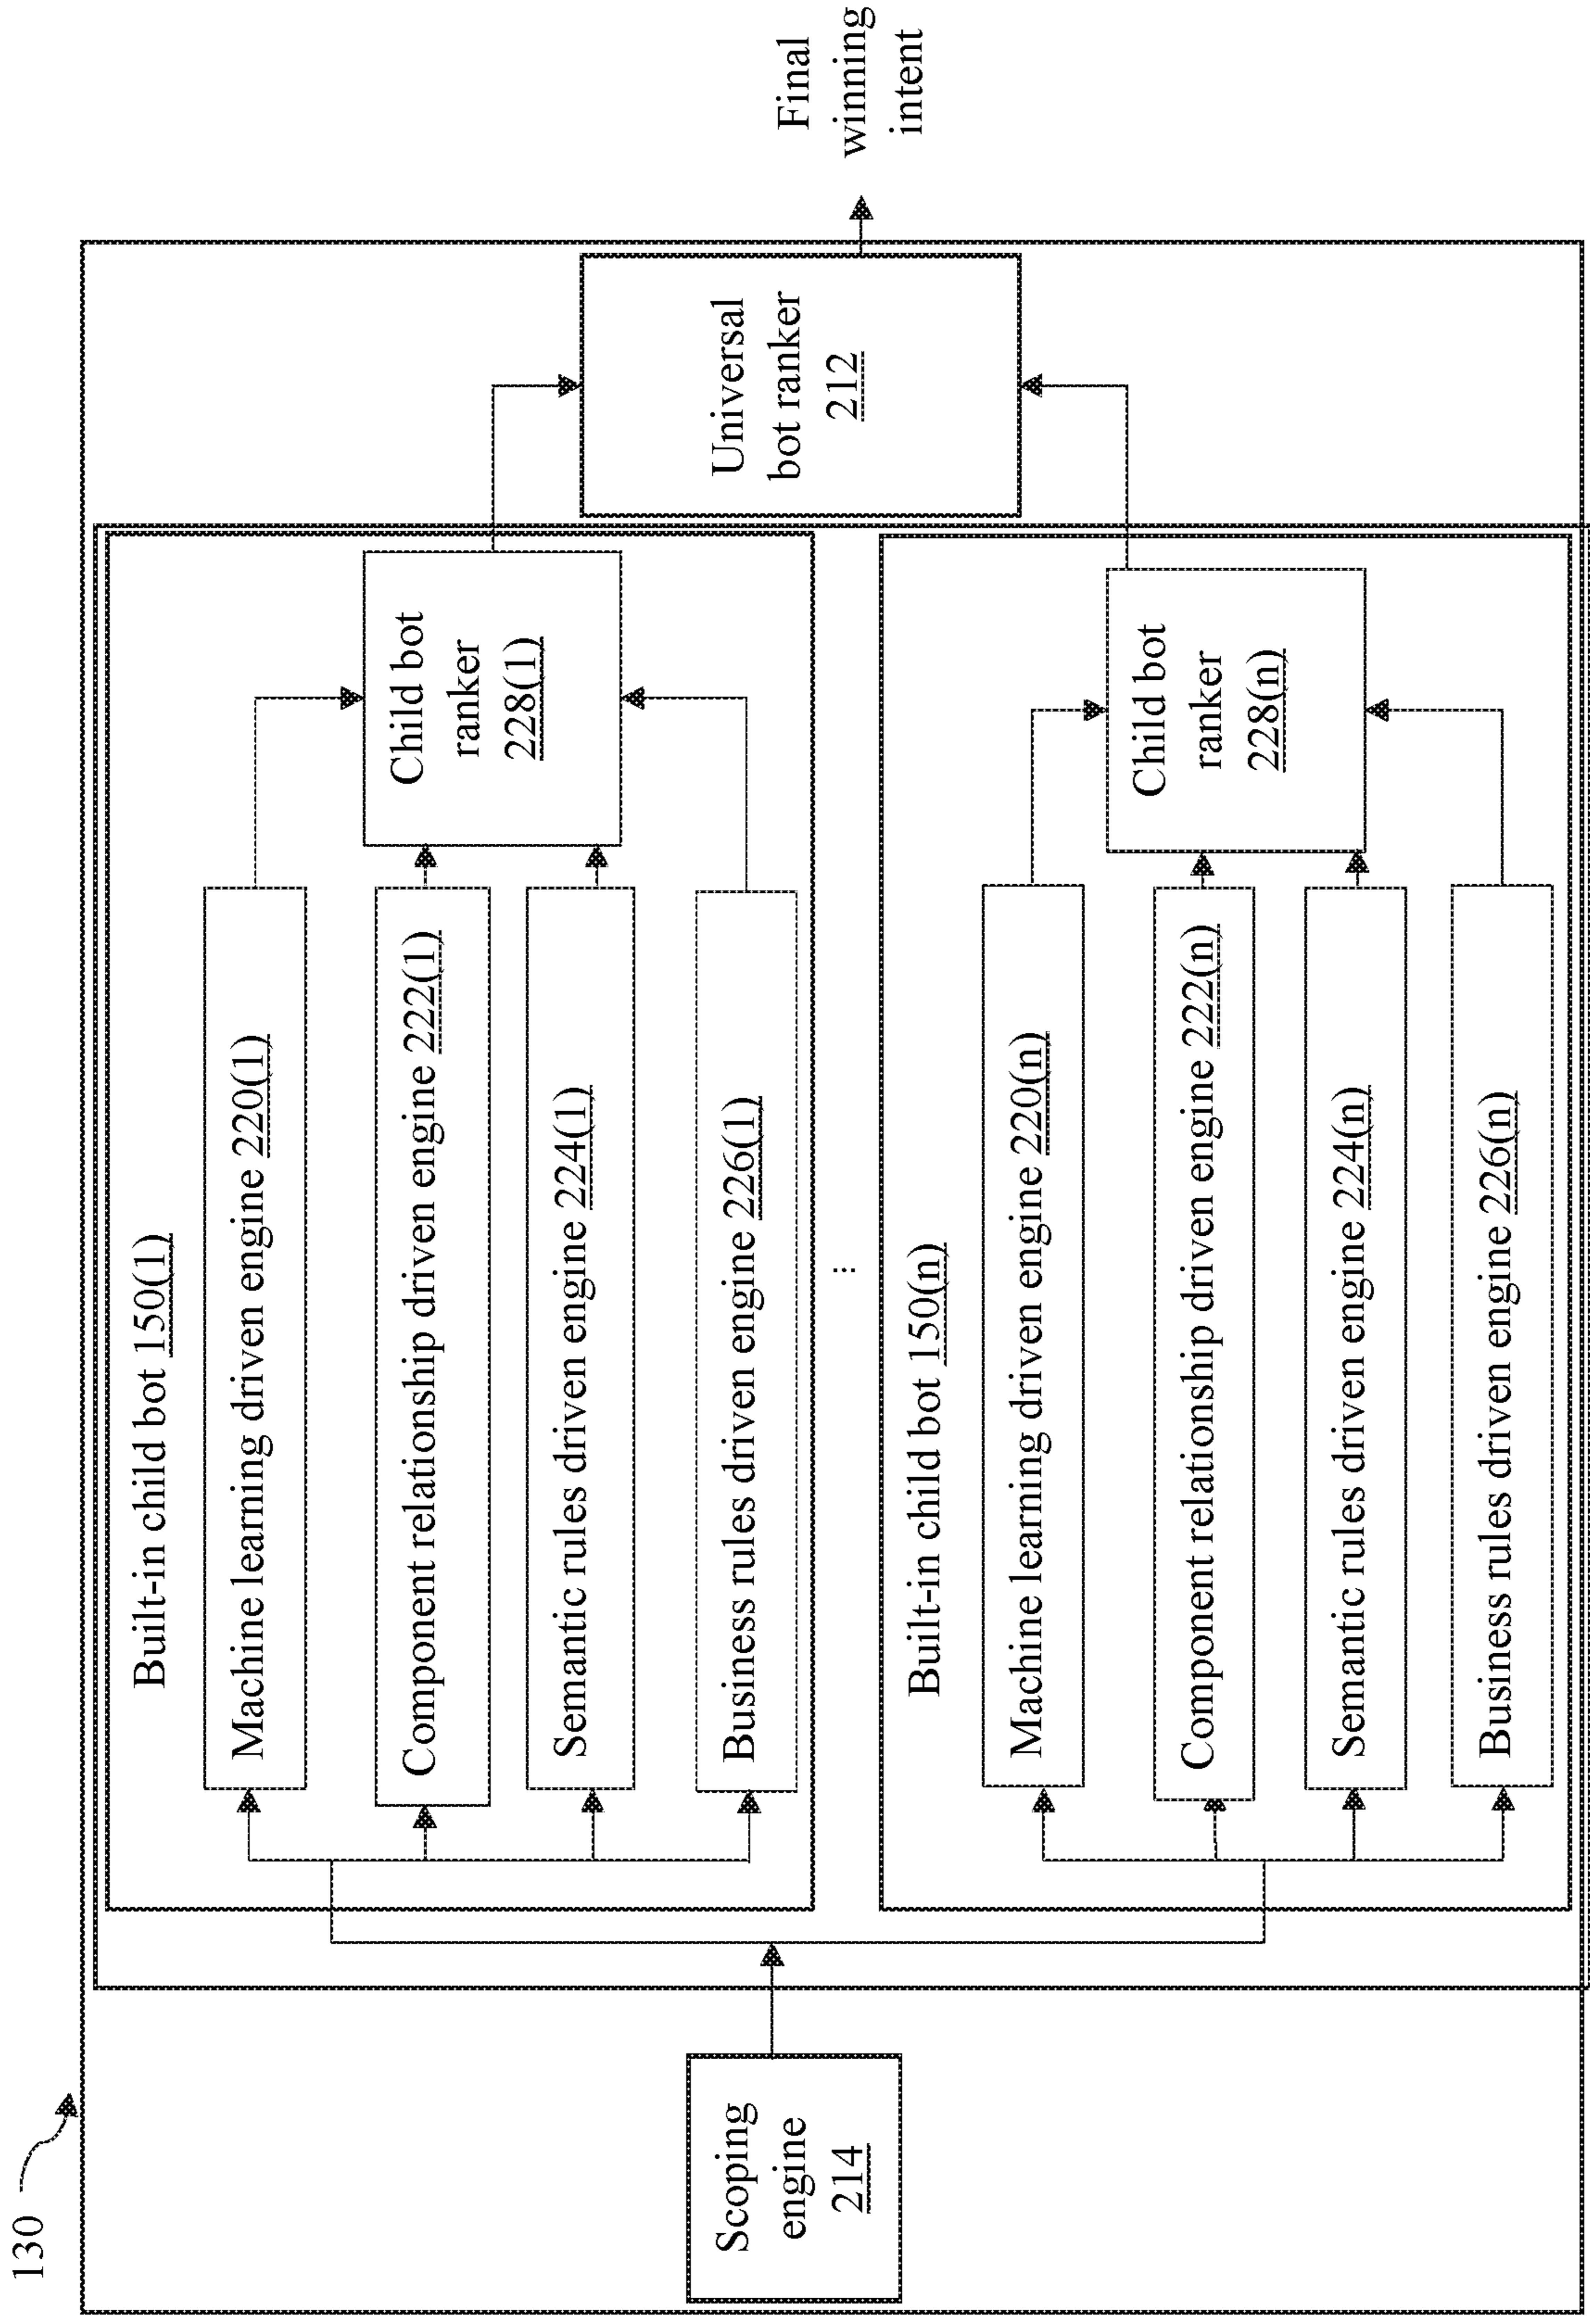 130
Scoping
engine
214
Built-in child bot 150(1)
Machine learning driven engine 220(1)
Component relationship driven engine 222(1)
Semantic rules driven engine 224(1)
Business rules driven engine 226(1)
Child bot
ranker
228(1)
...
Built-in child bot 150(n)
Machine learning driven engine 220(n)
Component relationship driven engine 222(n)
Semantic rules driven engine 224(n)
Business rules driven engine 226(n)
Child bot
ranker
228(n)
Universal
bot ranker
212
Final
winning
intent